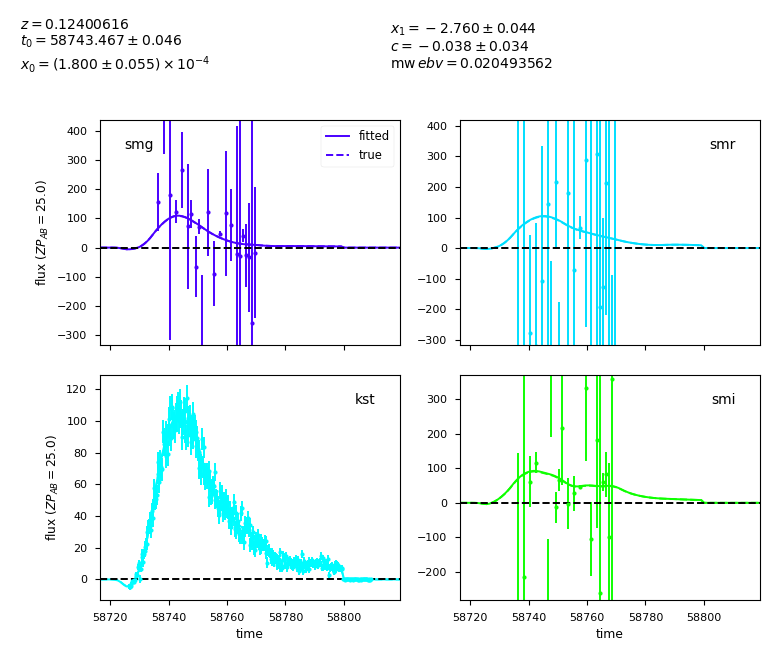 z = 0.12400616
t₀ = 58743.467 ± 0.046
x₀ = (1.800 ± 0.055) × 10⁻⁴
x₁ = −2.760 ± 0.044
c = −0.038 ± 0.034
mw ebv = 0.020493562
smg
fitted
true
400
300
200
100
0
−100
−200
−300
flux (ZP_AB = 25.0)
smr
400
300
200
100
0
−100
−200
−300
kst
120
100
80
60
40
20
0
flux (ZP_AB = 25.0)
58720 58740 58760 58780 58800
time
smi
300
200
100
0
−100
−200
58720 58740 58760 58780 58800
time